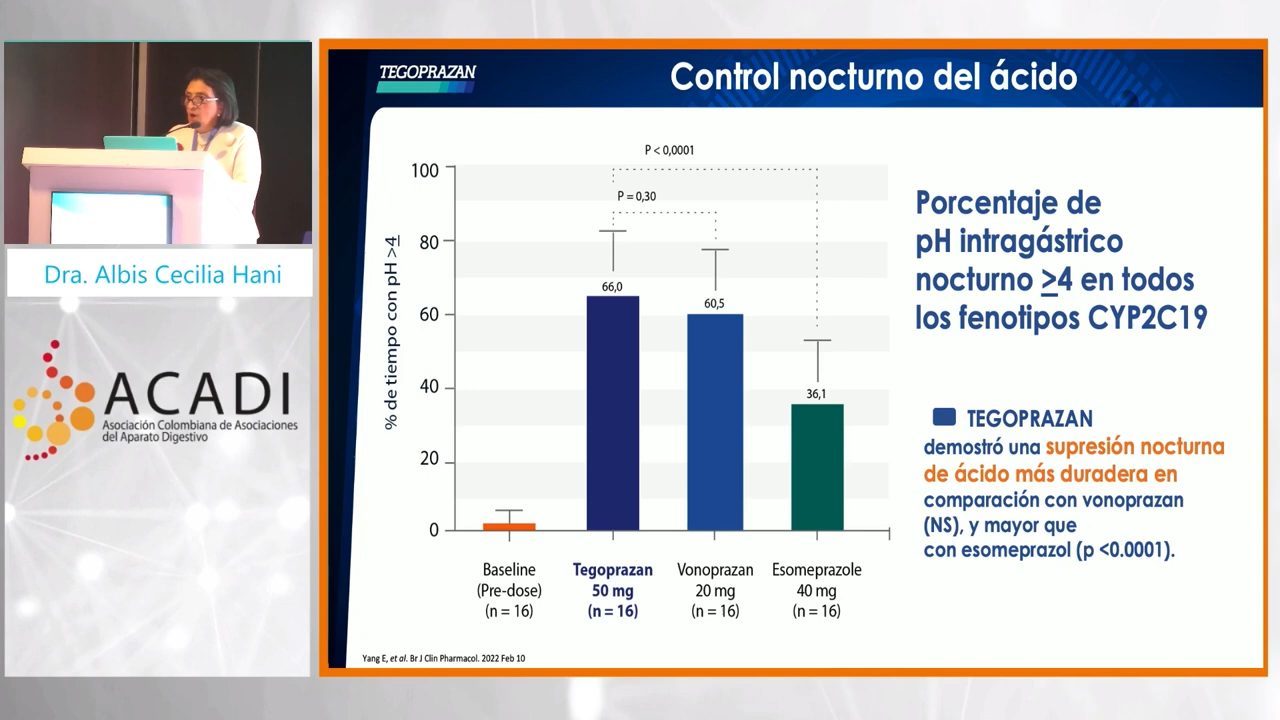 TEGOPRAZAN
Control nocturno del ácido
Dra. Albis Cecilia Hani
ACADI
Asociación Colombiana de Asociaciones
del Aparato Digestivo
% de tiempo con pH ≥4
100
80
60
40
20
0
P < 0,0001
P = 0,30
66,0
60,5
36,1
Baseline
(Pre-dose)
(n = 16)
Tegoprazan
50 mg
(n = 16)
Vonoprazan
20 mg
(n = 16)
Esomeprazole
40 mg
(n = 16)
Porcentaje de
pH intragástrico
nocturno ≥4 en todos
los fenotipos CYP2C19
TEGOPRAZAN
demostró una supresión nocturna
de ácido más duradera en
comparación con vonoprazan
(NS), y mayor que
con esomeprazol (p <0.0001).
Yang E, et al. Br J Clin Pharmacol. 2022 Feb 10